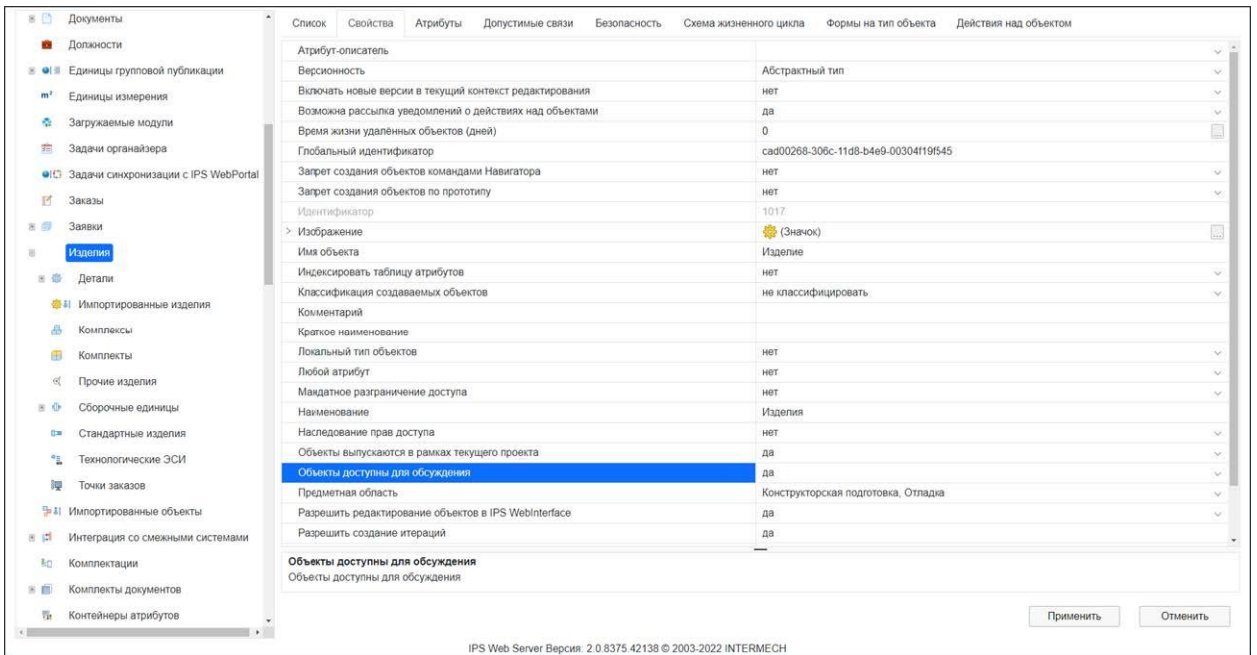 Документы
Должности
Единицы групповой публикации
m² Единицы измерения
Загружаемые модули
Задачи органайзера
Задачи синхронизации с IPS WebPortal
Заказы
Заявки
Изделия
Детали
Импортированные изделия
Комплексы
Комплекты
Прочие изделия
Сборочные единицы
Стандартные изделия
Технологические ЭСИ
Точки заказов
Импортированные объекты
Интеграция со смежными системами
Комплектации
Комплекты документов
Контейнеры атрибутов
Список Свойства Атрибуты Допустимые связи Безопасность Схема жизненного цикла Формы на тип объекта Действия над объектом
Атрибут-описатель
Версионность Абстрактный тип
Включать новые версии в текущий контекст редактирования нет
Возможна рассылка уведомлений о действиях над объектами да
Время жизни удалённых объектов (дней) 0
Глобальный идентификатор cad00268-306c-11d8-b4e9-00304f19f545
Запрет создания объектов командами Навигатора нет
Запрет создания объектов по прототипу нет
Идентификатор 1017
Изображение (Значок)
Имя объекта Изделие
Индексировать таблицу атрибутов нет
Классификация создаваемых объектов не классифицировать
Комментарий
Краткое наименование
Локальный тип объектов нет
Любой атрибут нет
Мандатное разграничение доступа нет
Наименование Изделия
Наследование прав доступа нет
Объекты выпускаются в рамках текущего проекта да
Объекты доступны для обсуждения да
Предметная область Конструкторская подготовка, Отладка
Разрешить редактирование объектов в IPS WebInterface да
Разрешить создание итераций да
Объекты доступны для обсуждения
Объекты доступны для обсуждения
Применить Отменить
IPS Web Server Версия: 2.0.8375.42138 © 2003-2022 INTERMECH